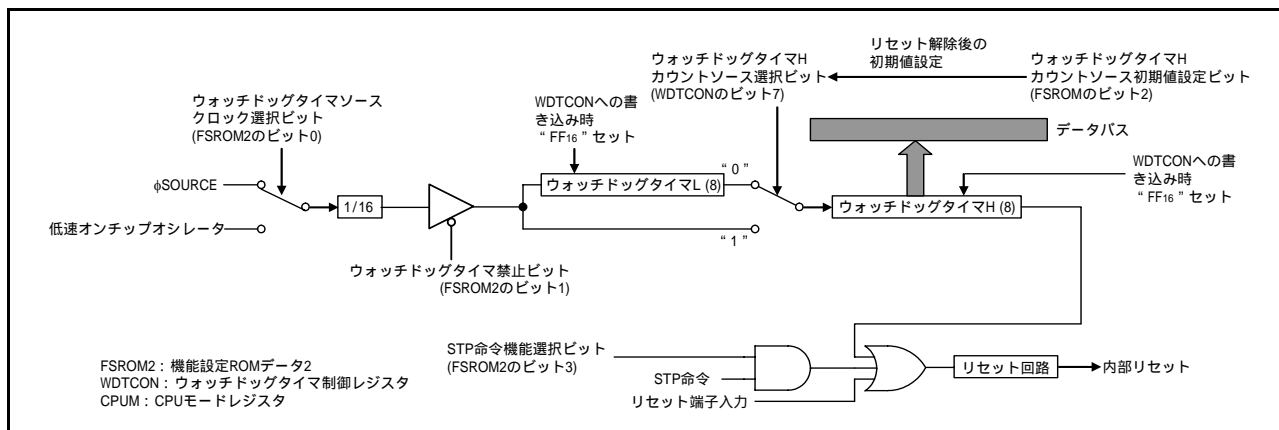 リセット解除後の
初期値設定
ウォッチドッグタイマH
カウントソース選択ビット
(WDTCONのビット7)
ウォッチドッグタイマH
カウントソース初期値設定ビット
(FSROMのビット2)
ウォッチドッグタイマソース
クロック選択ビット
(FSROM2のビット0)
WDTCONへの書
き込み時
“ FF16 ” セット
データバス
WDTCONへの書
き込み時
“ FF16 ” セット
φSOURCE
1/16
ウォッチドッグタイマL (8)
“ 0 ”
ウォッチドッグタイマH (8)
低速オンチップオシレータ
“ 1 ”
ウォッチドッグタイマ禁止ビット
(FSROM2のビット1)
STP命令機能選択ビット
(FSROM2のビット3)
STP命令
リセット端子入力
リセット回路
内部リセット
FSROM2 : 機能設定ROMデータ2
WDTCON : ウォッチドッグタイマ制御レジスタ
CPUM : CPUモードレジスタ